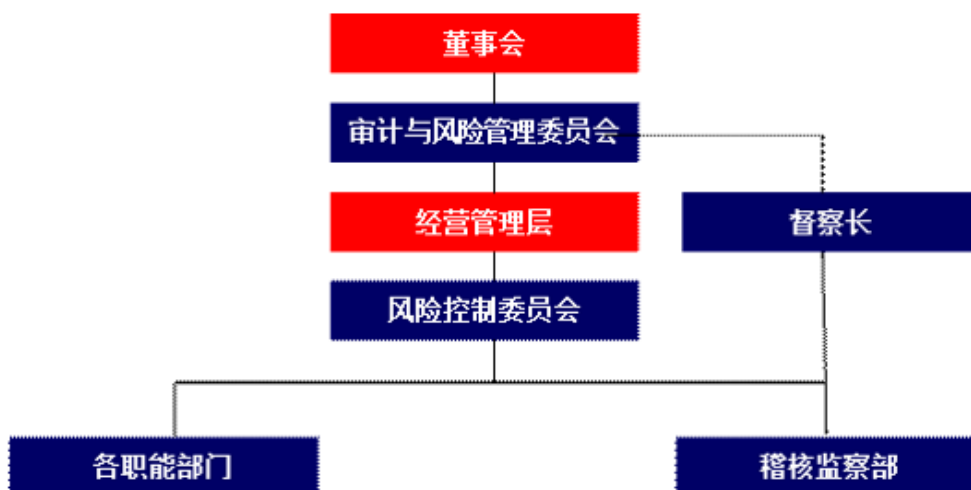 董事会
审计与风险管理委员会
经营管理层
督察长
风险控制委员会
各职能部门
稽核监察部